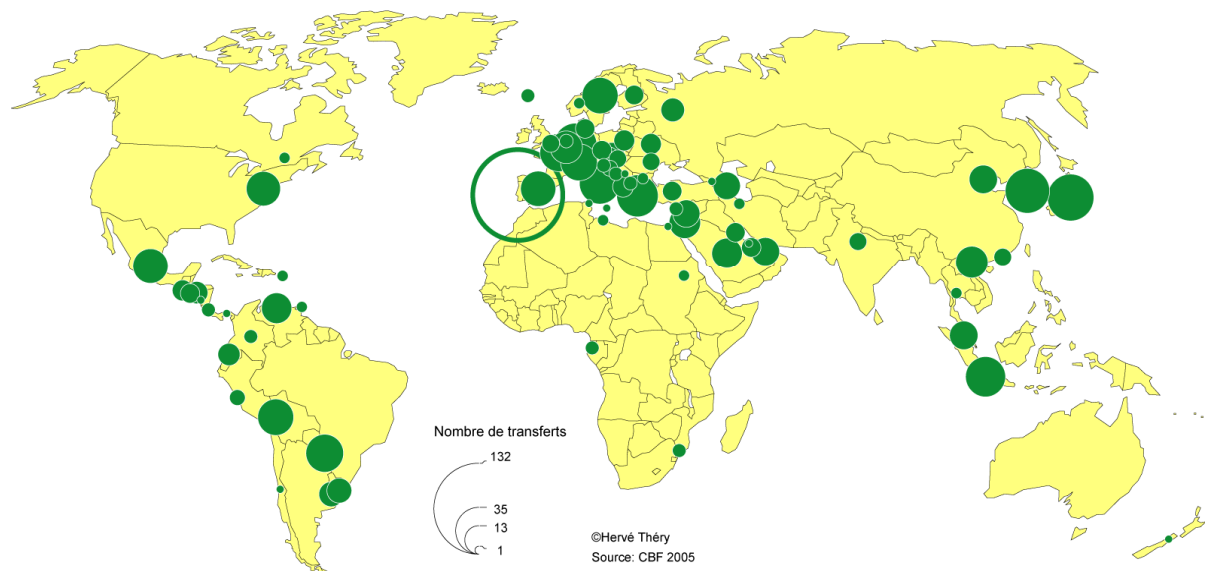 Nombre de transferts
132
35
13
1
©Hervé Théry
Source: CBF 2005